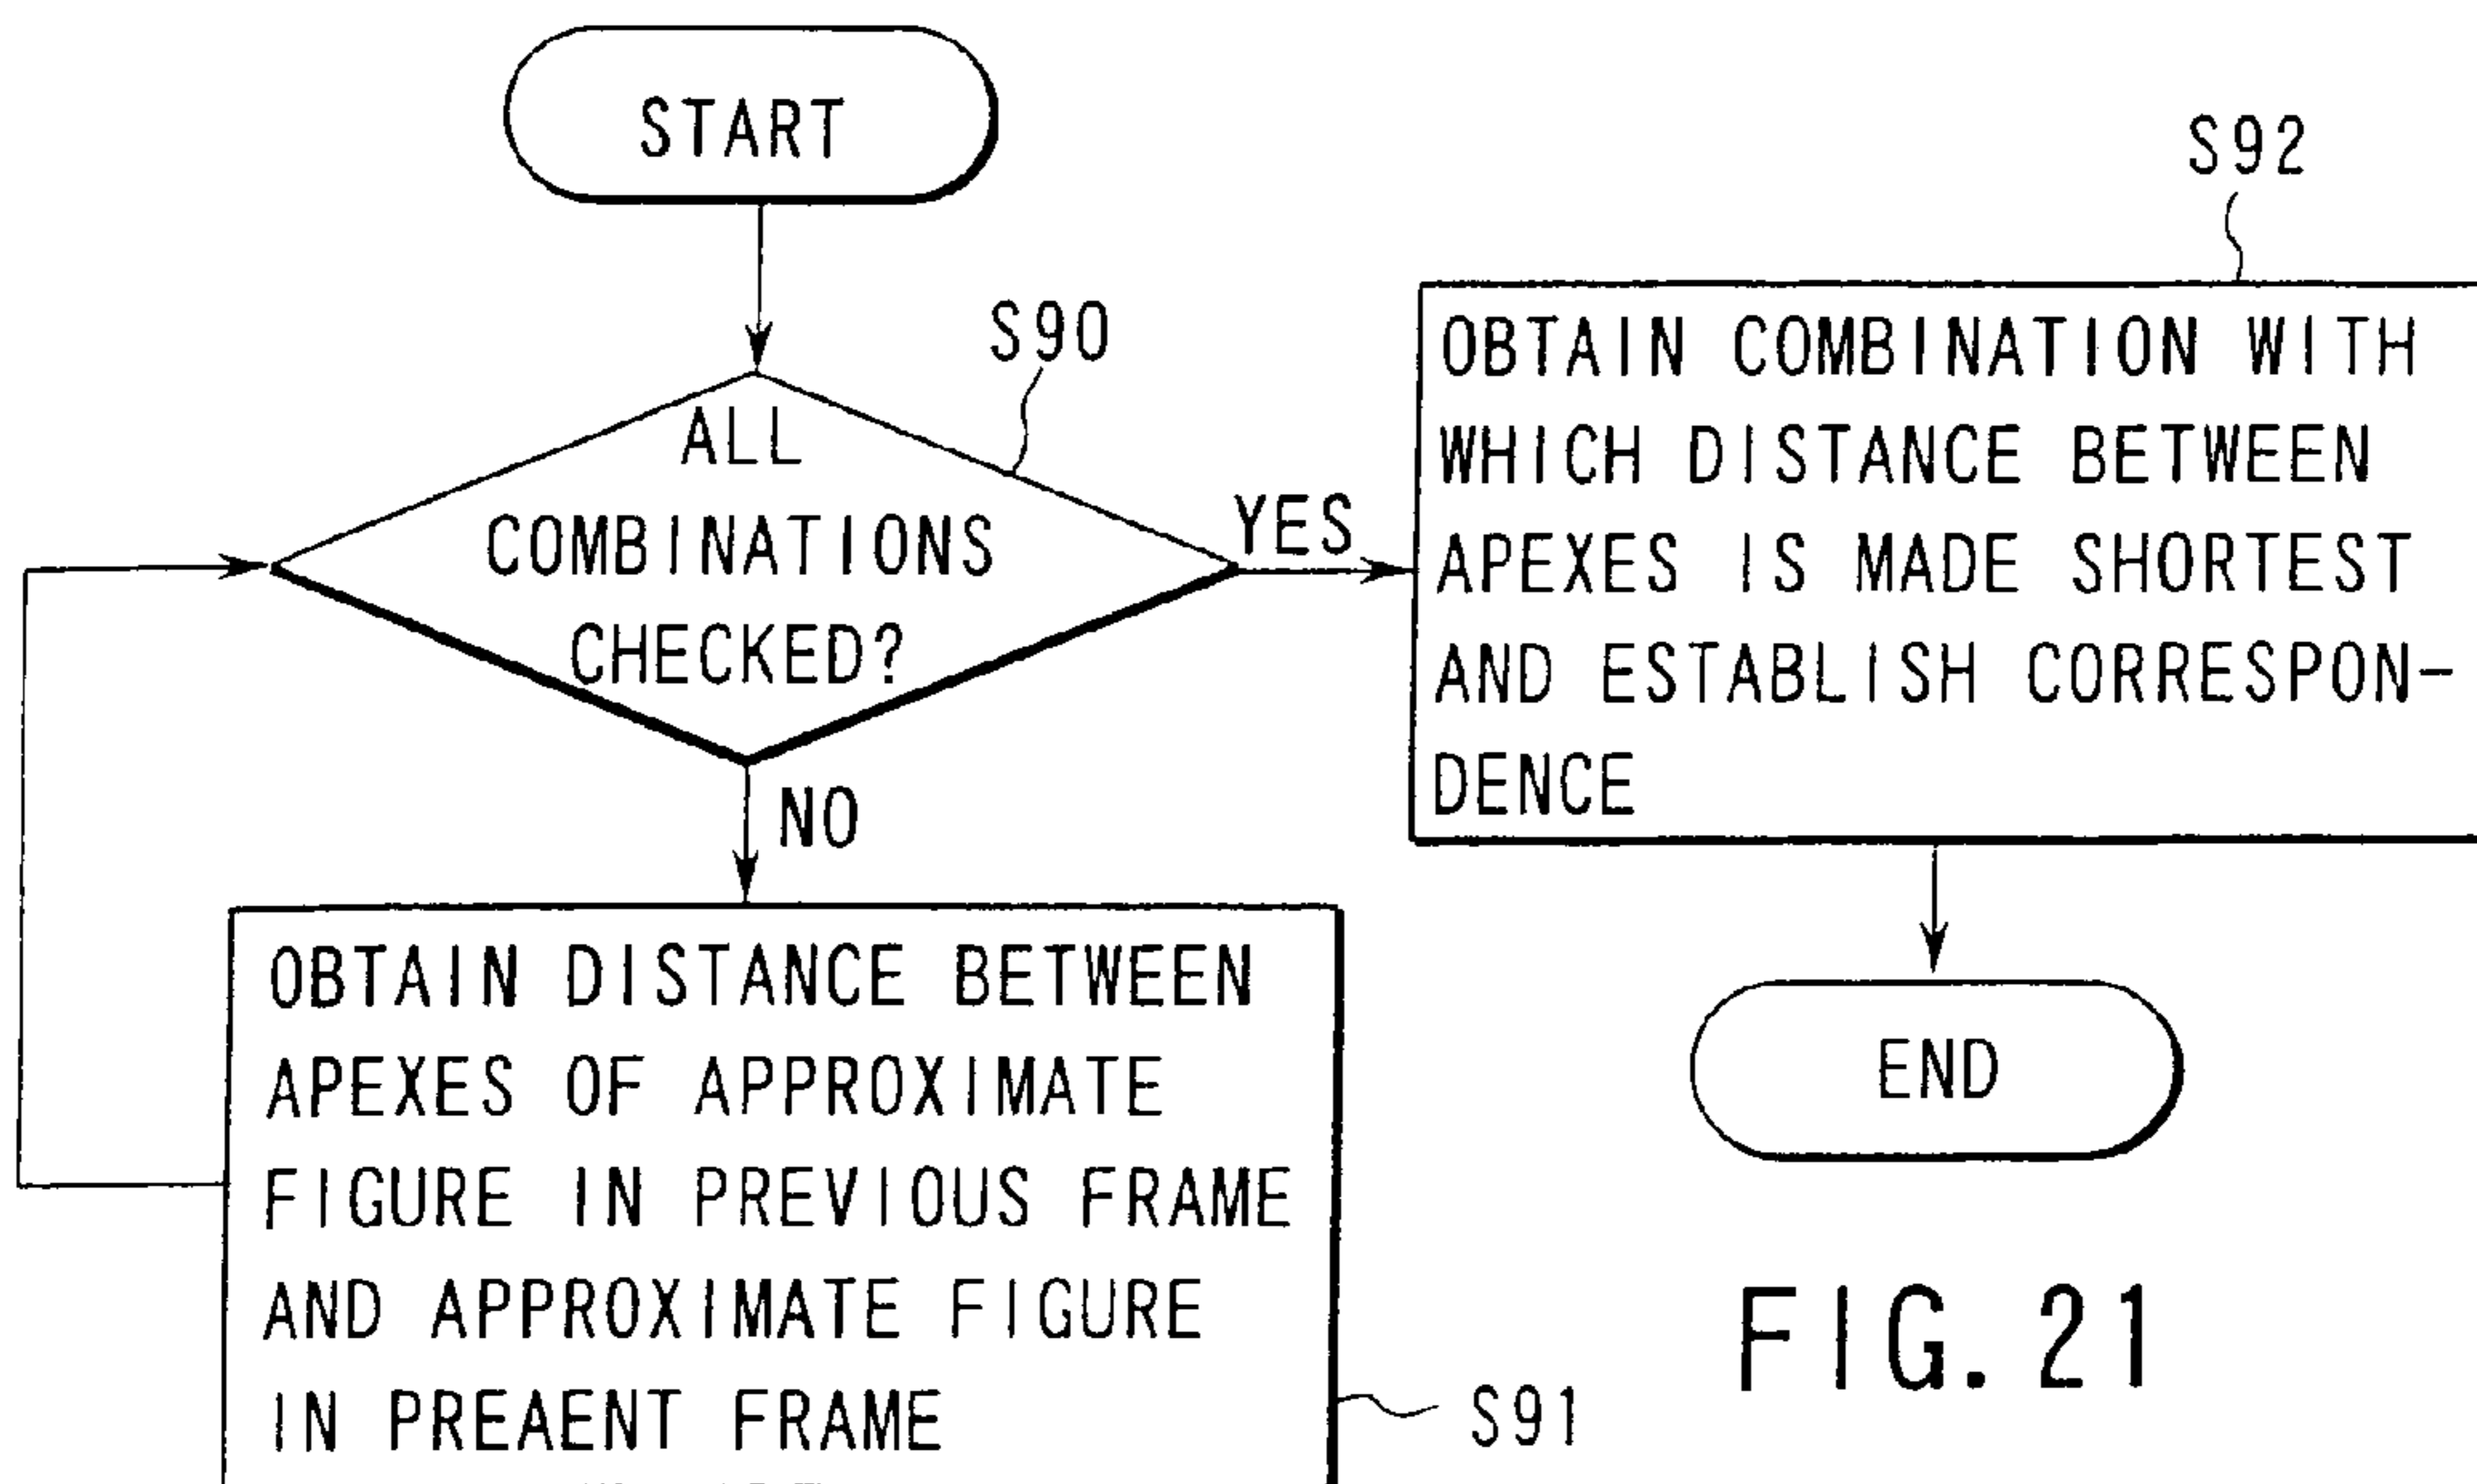 START
S90
ALL
COMBINATIONS
CHECKED?
YES
NO
S92
OBTAIN COMBINATION WITH
WHICH DISTANCE BETWEEN
APEXES IS MADE SHORTEST
AND ESTABLISH CORRESPON-
DENCE
OBTAIN DISTANCE BETWEEN
APEXES OF APPROXIMATE
FIGURE IN PREVIOUS FRAME
AND APPROXIMATE FIGURE
IN PREAENT FRAME
S91
END
FIG. 21